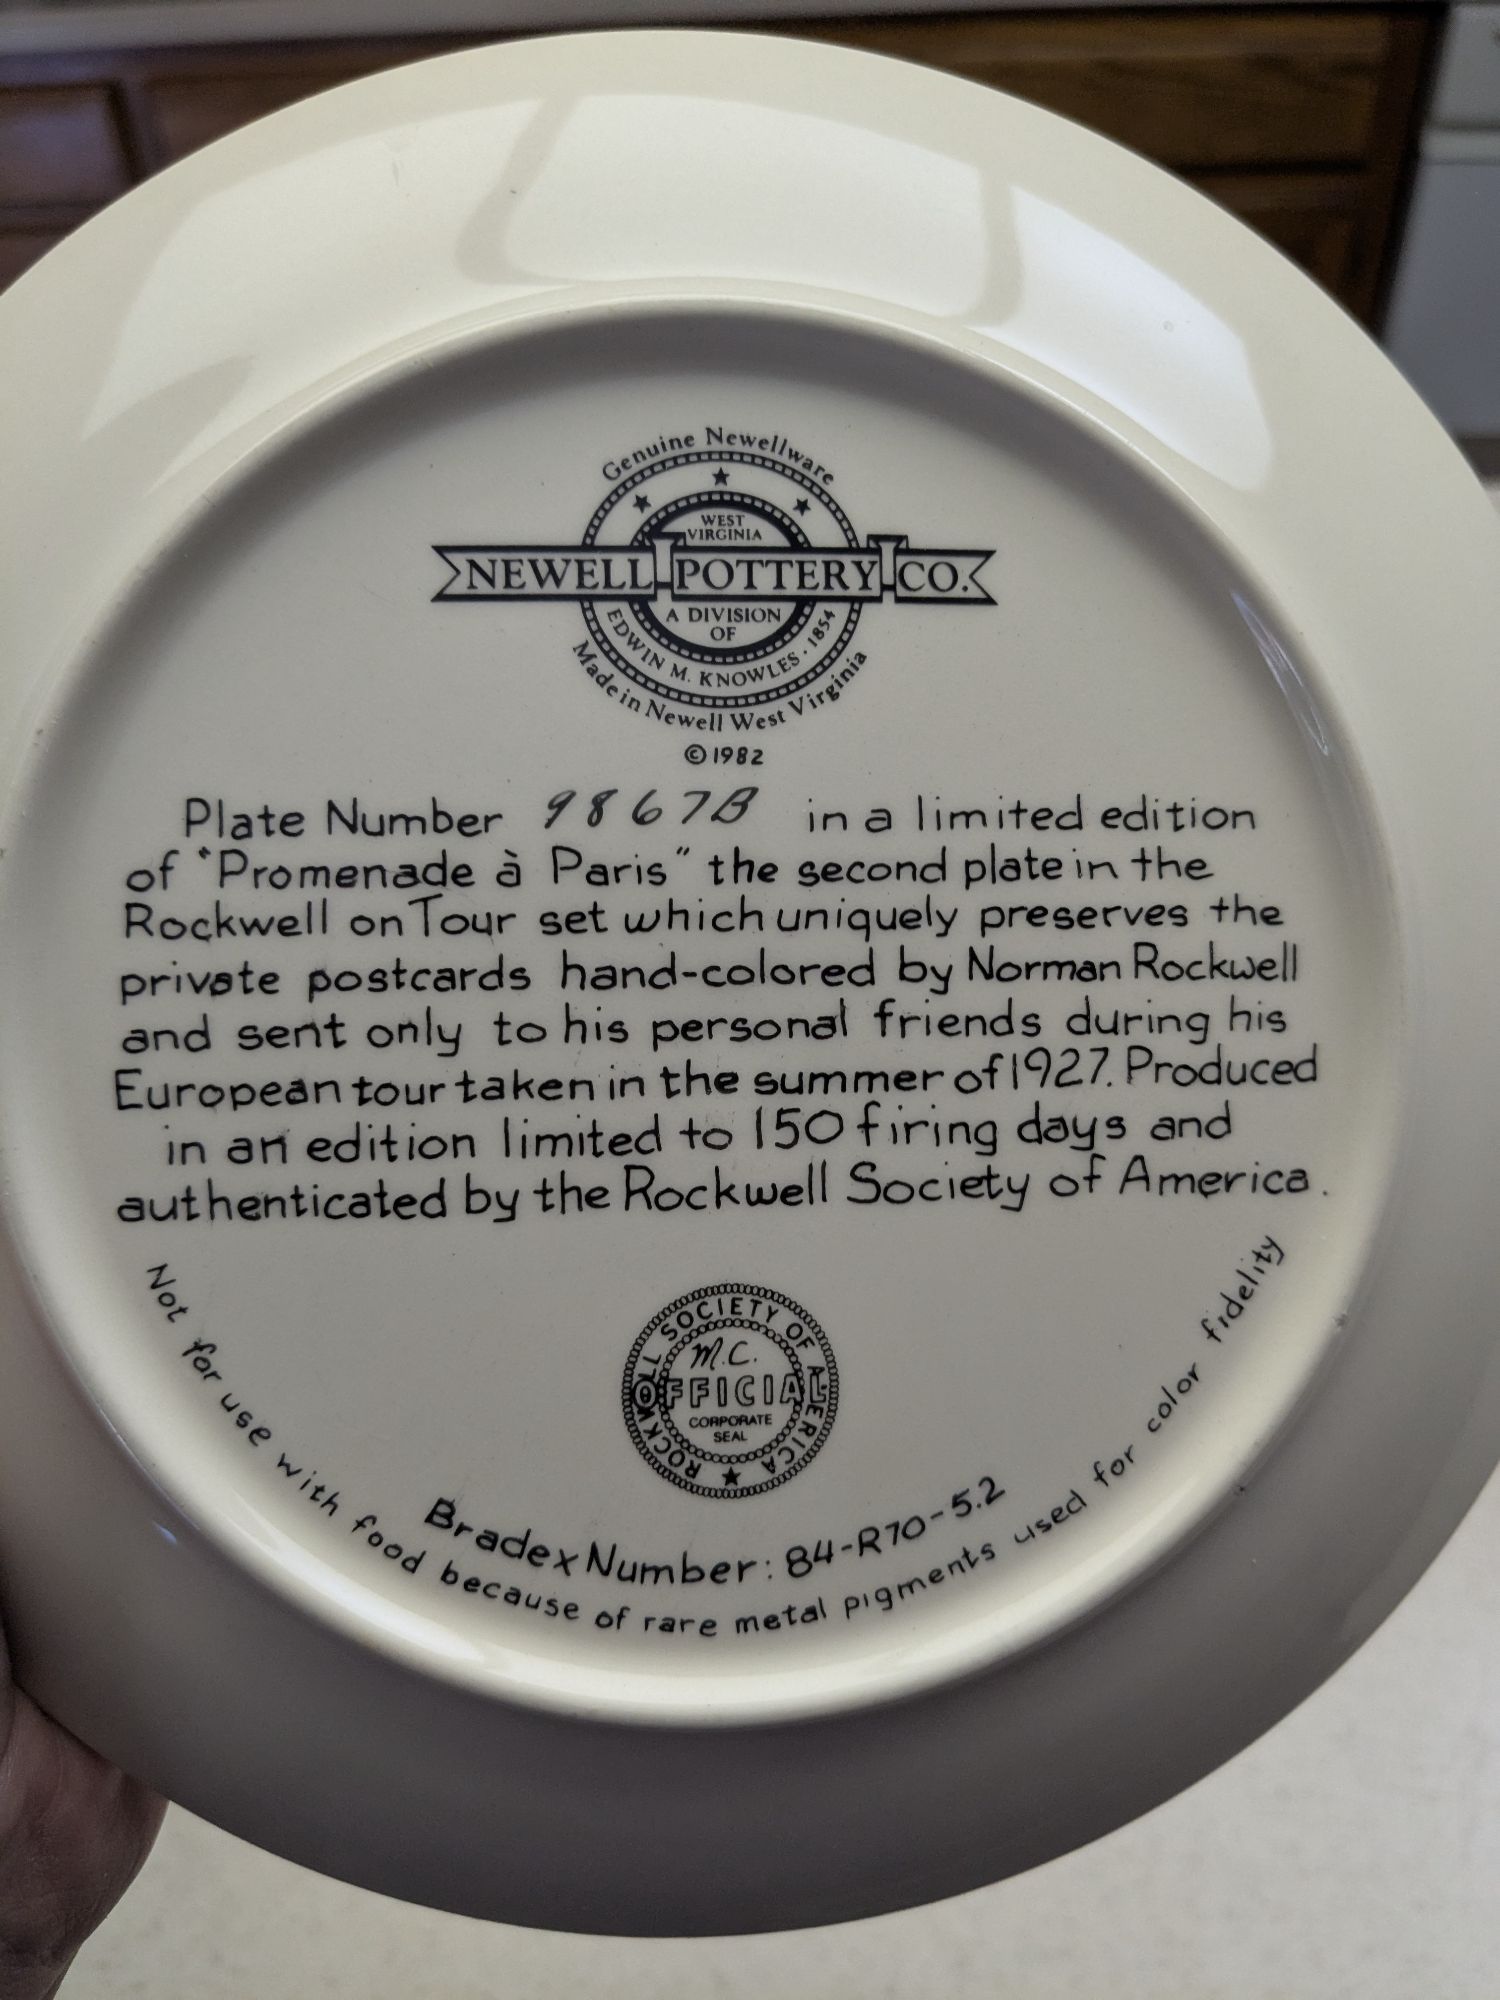 Genuine Newellware
WEST
VIRGINIA
NEWELL POTTERY CO.
A DIVISION
OF
EDWIN M. KNOWLES · 1854
Made in Newell West Virginia
©1982
Plate Number 9867B in a limited edition
of "Promenade à Paris" the second plate in the
Rockwell on Tour set which uniquely preserves the
private postcards hand-colored by Norman Rockwell
and sent only to his personal friends during his
European tour taken in the summer of 1927. Produced
in an edition limited to 150 firing days and
authenticated by the Rockwell Society of America.
ROCKWELL SOCIETY OF AMERICA
M.C.
OFFICIAL
CORPORATE
SEAL
Bradex Number: 84-R70-5.2
Not for use with food because of rare metal pigments used for color fidelity